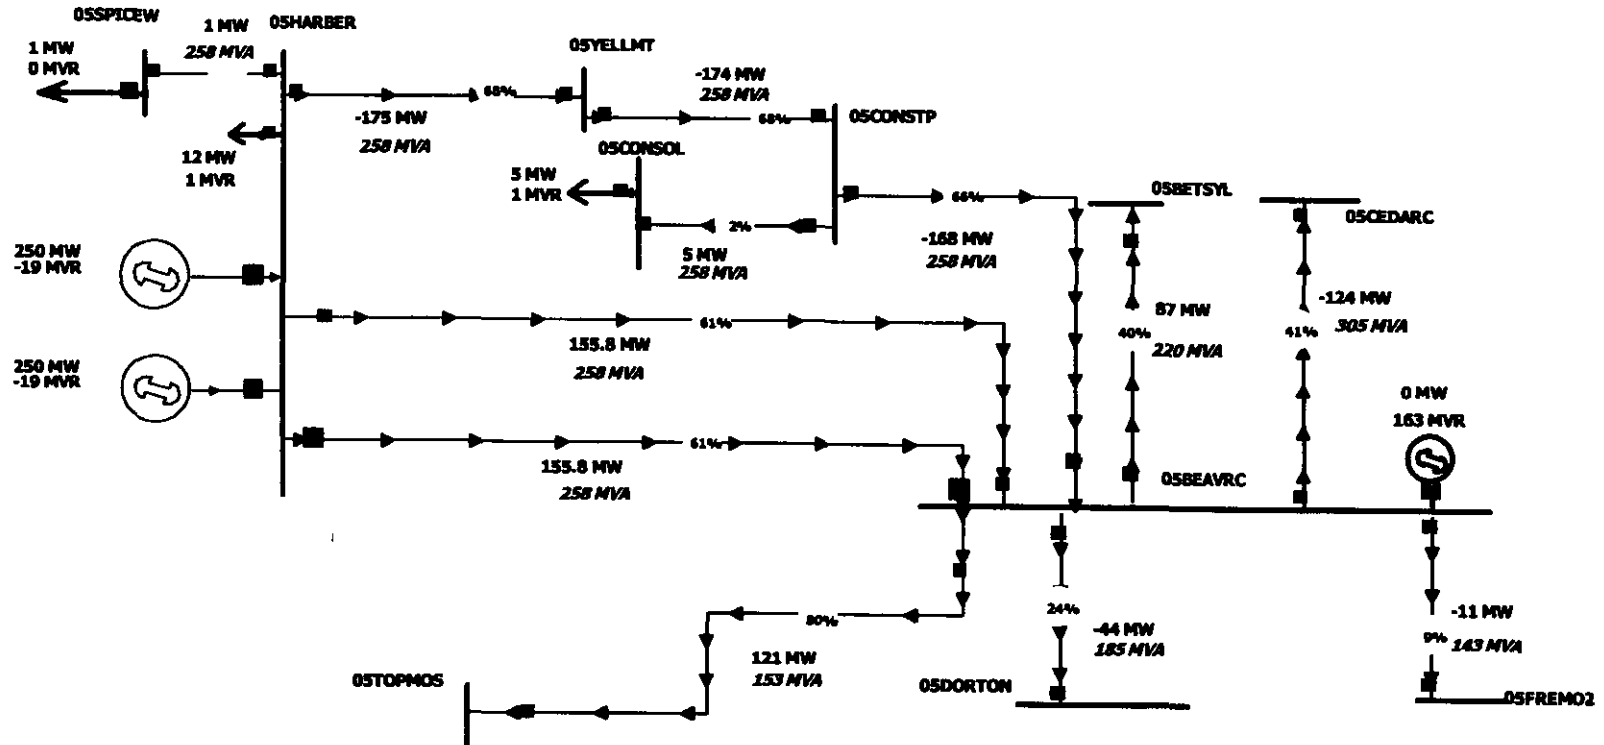 05SPICEW
1 MW
258 MVA
05HARBER
1 MW
0 MVR
12 MW
1 MVR
68%
-175 MW
258 MVA
05YELLMT
-174 MW
258 MVA
68%
05CONSTP
05CONSOL
5 MW
1 MVR
2%
5 MW
258 MVA
66%
-168 MW
258 MVA
05BETSYL
05CEDARC
87 MW
40%
220 MVA
-124 MW
305 MVA
41%
250 MW
-19 MVR
61%
155.8 MW
258 MVA
250 MW
-19 MVR
61%
155.8 MW
258 MVA
0 MW
163 MVR
05BEAVRC
80%
121 MW
153 MVA
05TOPMOS
24%
-44 MW
185 MVA
05DORTON
-11 MW
9%
143 MVA
05FREMO2